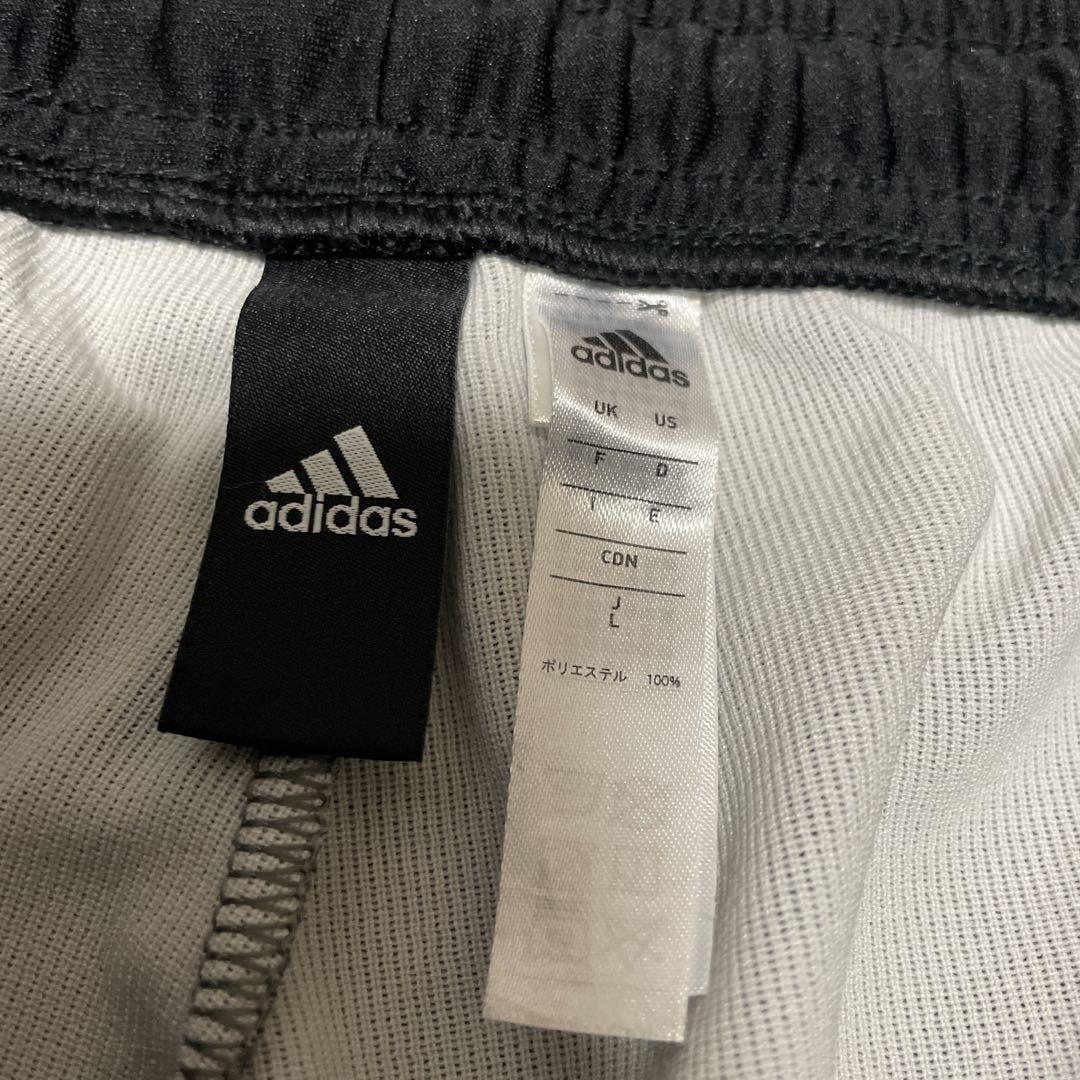 adidas
adidas
UK US
F D
I E
CDN
J
L
ポリエステル 100%